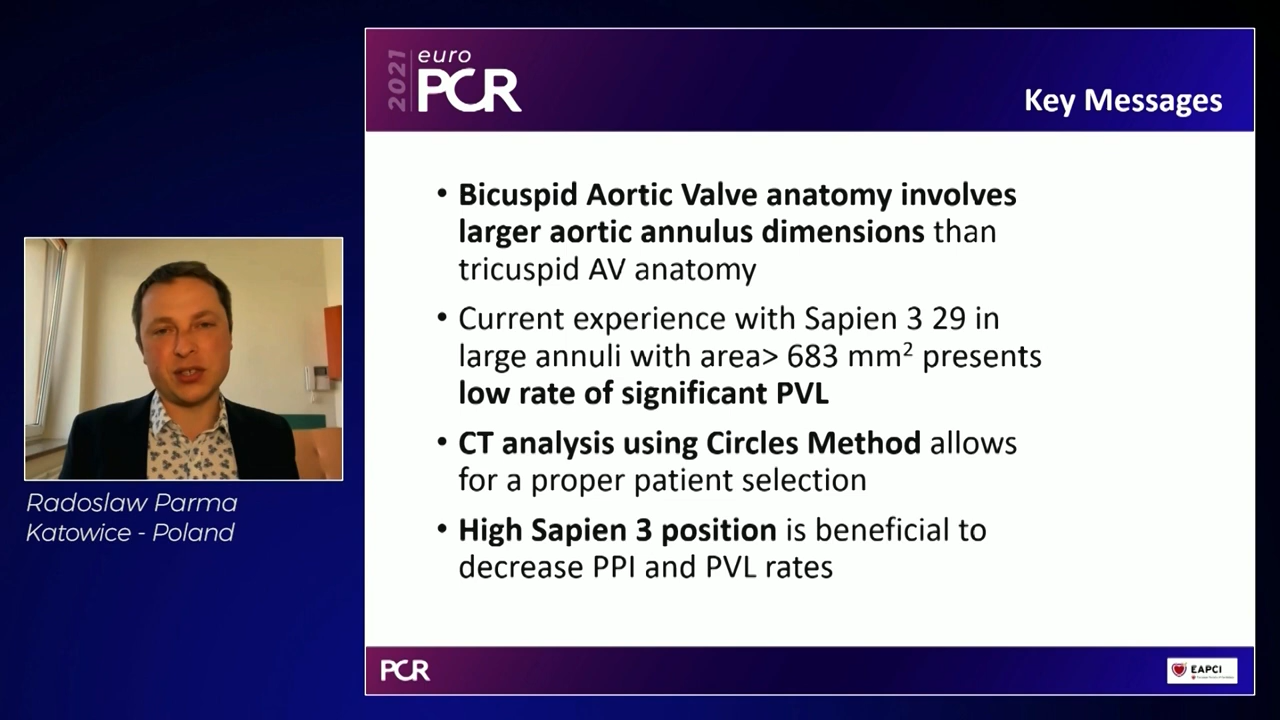 2021
euro
PCR
Key Messages
• Bicuspid Aortic Valve anatomy involves
larger aortic annulus dimensions than
tricuspid AV anatomy
• Current experience with Sapien 3 29 in
large annuli with area> 683 mm² presents
low rate of significant PVL
• CT analysis using Circles Method allows
for a proper patient selection
• High Sapien 3 position is beneficial to
decrease PPI and PVL rates
Radoslaw Parma
Katowice - Poland
PCR
EAPCI